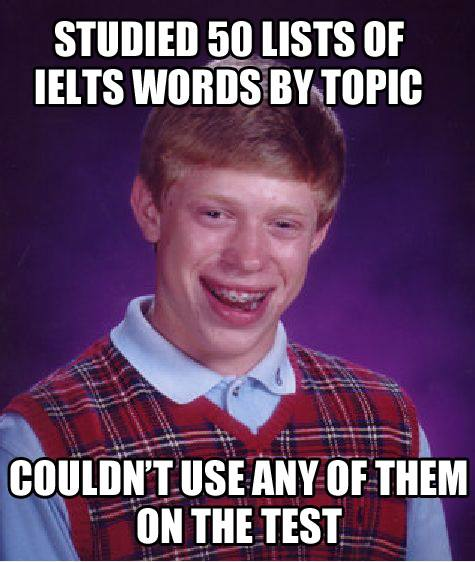 STUDIED 50 LISTS OF
IELTS WORDS BY TOPIC
COULDN'T USE ANY OF THEM
ON THE TEST